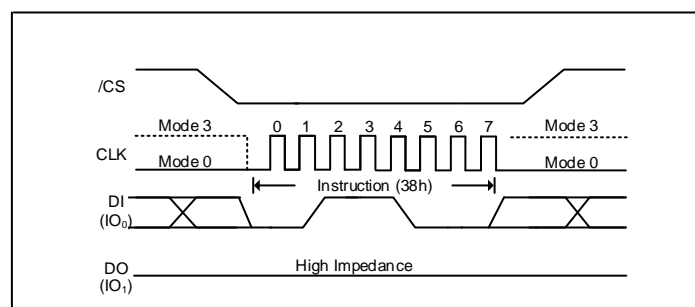 /CS
Mode 3 0 1 2 3 4 5 6 7 Mode 3
CLK
Mode 0 Mode 0
Instruction (38h)
DI
(IO₀)
High Impedance
DO
(IO₁)